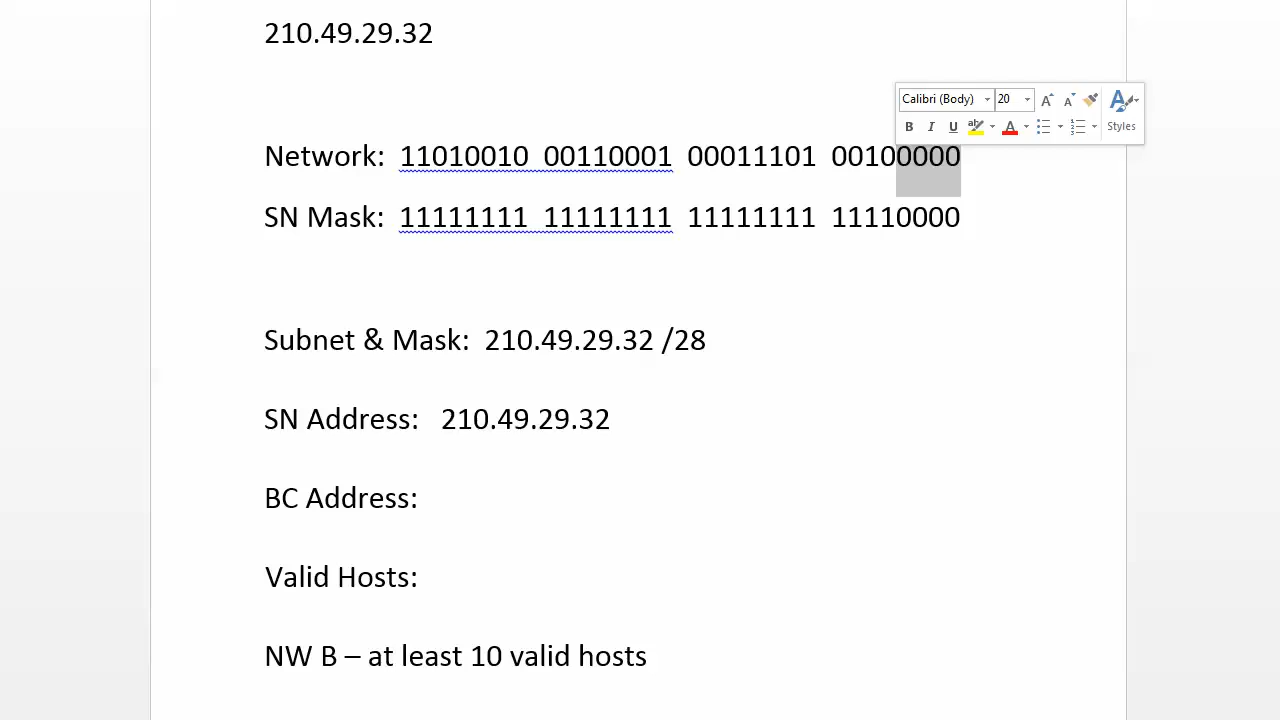 210.49.29.32
Calibri (Body) 20 A A
B I U ab A Styles
Network: 11010010 00110001 00011101 00100000
SN Mask: 11111111 11111111 11111111 11110000
Subnet & Mask: 210.49.29.32 /28
SN Address: 210.49.29.32
BC Address:
Valid Hosts:
NW B – at least 10 valid hosts